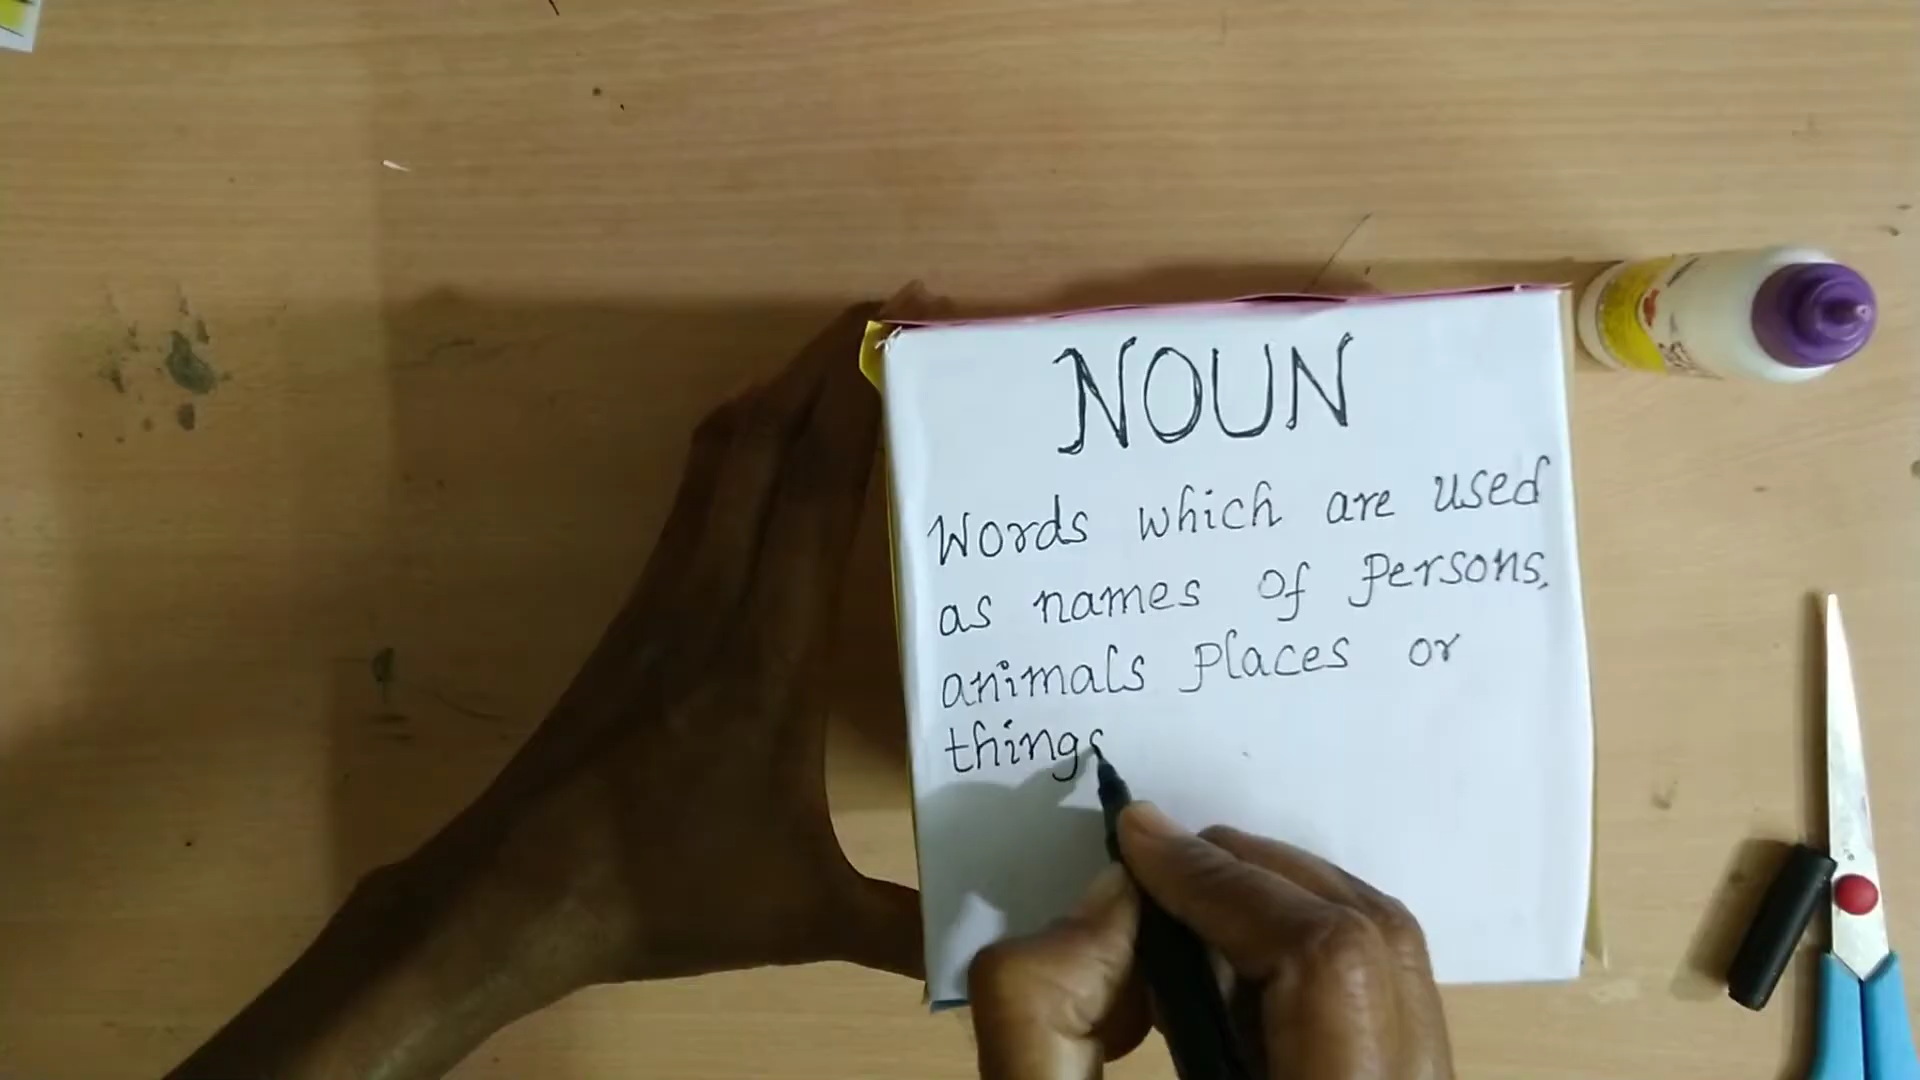 NOUN
Words which are used
as names of Persons,
animals Places or
things